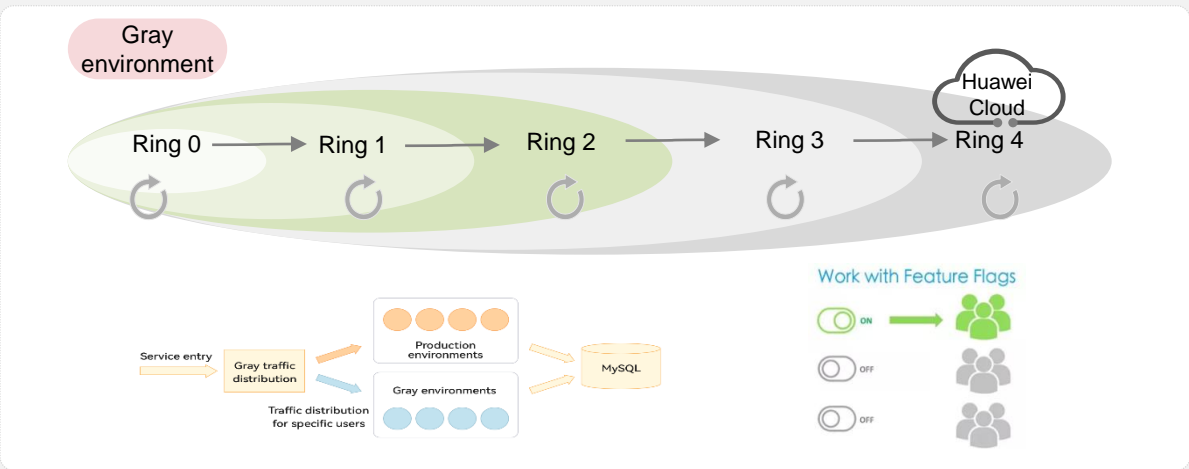 Gray
environment
Huawei
Cloud
Ring 0
Ring 1
Ring 2
Ring 3
Ring 4
Work with Feature Flags
ON
OFF
OFF
Service entry
Gray traffic
distribution
Traffic distribution
for specific users
Production
environments
Gray environments
MySQL